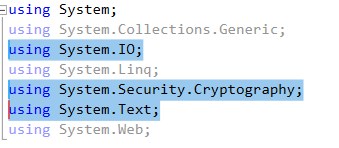 using System;
using System.Collections.Generic;
using System.IO;
using System.Linq;
using System.Security.Cryptography;
using System.Text;
using System.Web;